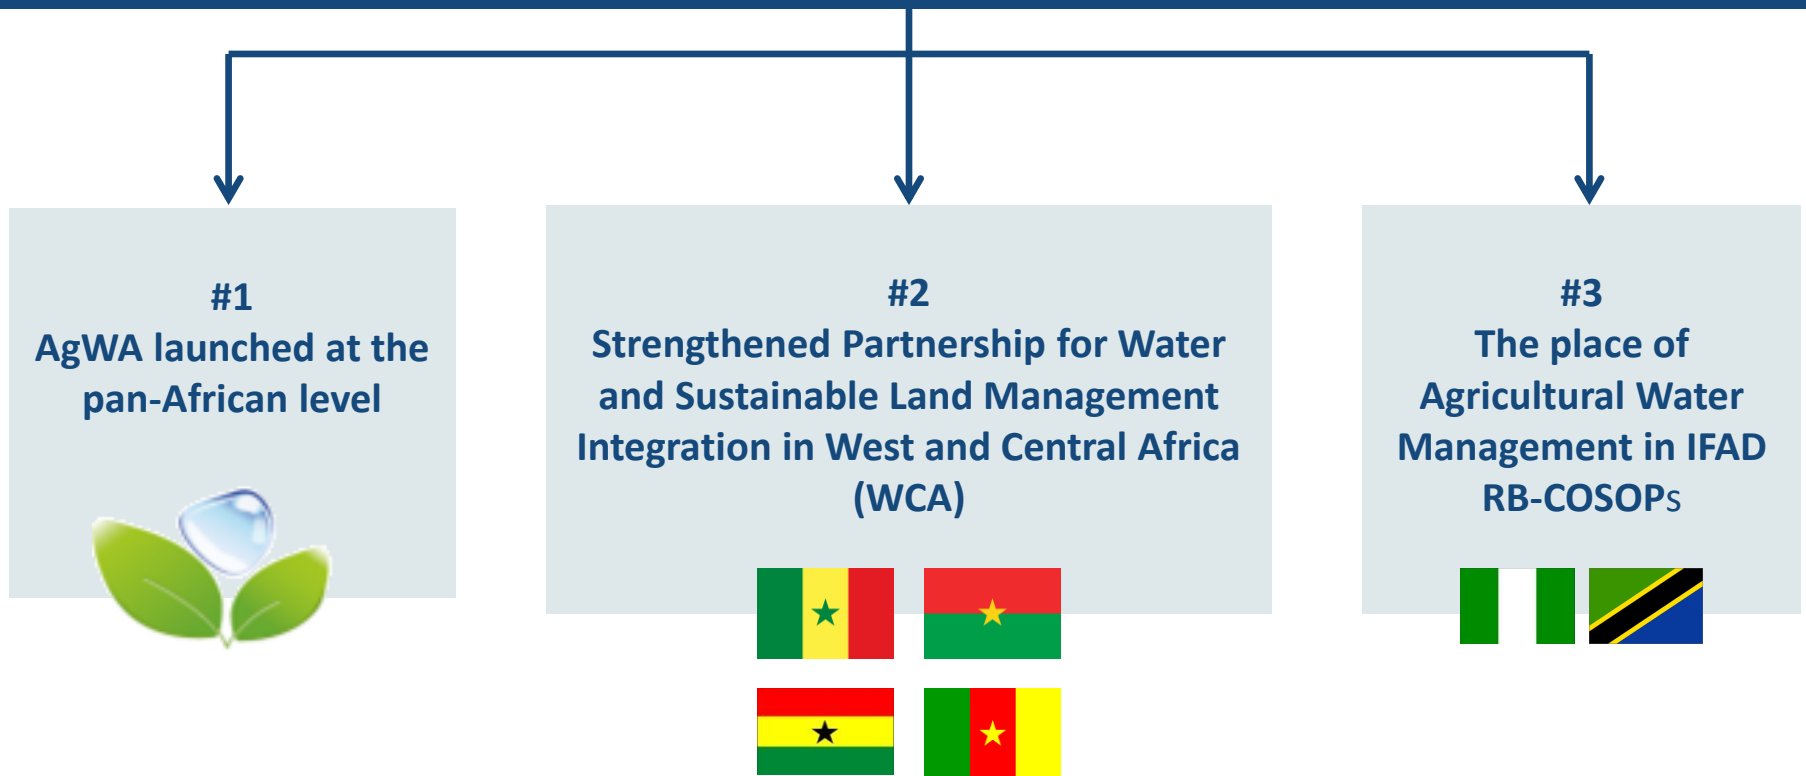 #1
AgWA launched at the
pan-African level
#2
Strengthened Partnership for Water
and Sustainable Land Management
Integration in West and Central Africa
(WCA)
#3
The place of
Agricultural Water
Management in IFAD
RB-COSOPs